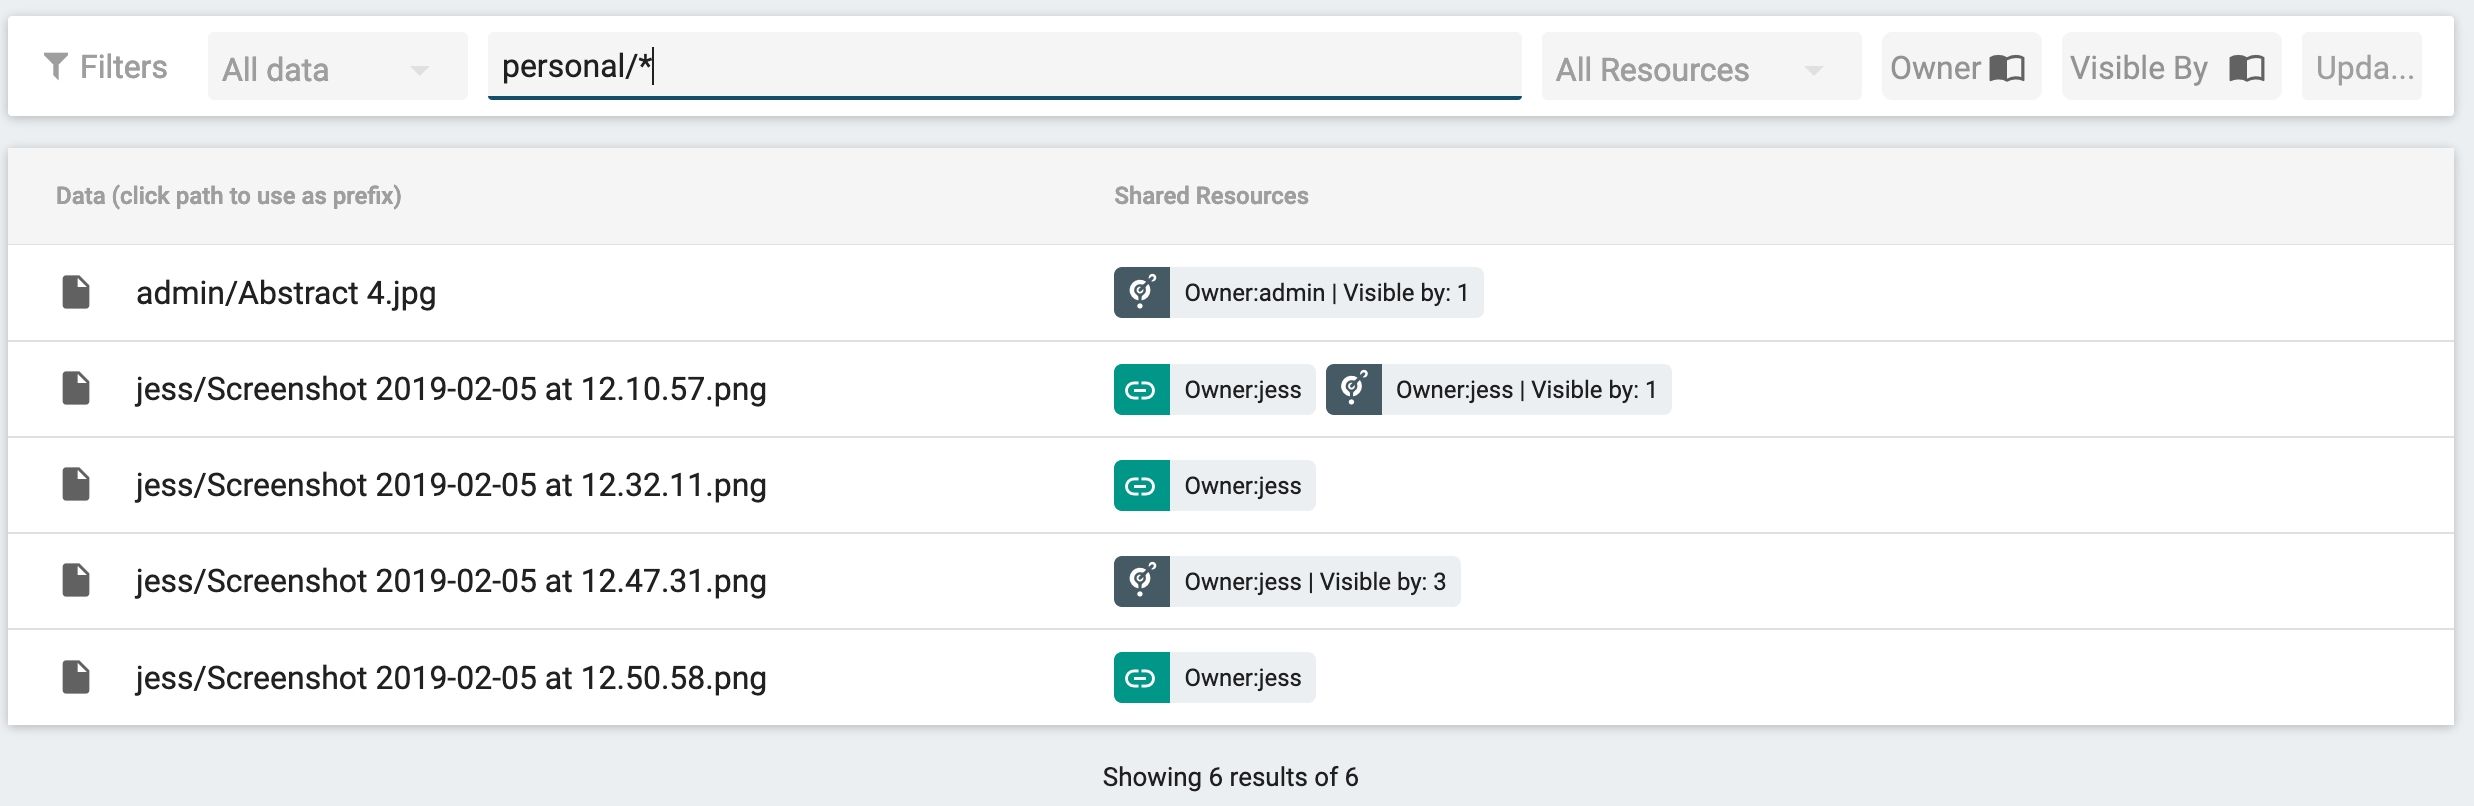 Filters All data personal/* All Resources Owner Visible By Upda...
Data (click path to use as prefix) Shared Resources
admin/Abstract 4.jpg Owner:admin | Visible by: 1
jess/Screenshot 2019-02-05 at 12.10.57.png Owner:jess Owner:jess | Visible by: 1
jess/Screenshot 2019-02-05 at 12.32.11.png Owner:jess
jess/Screenshot 2019-02-05 at 12.47.31.png Owner:jess | Visible by: 3
jess/Screenshot 2019-02-05 at 12.50.58.png Owner:jess
Showing 6 results of 6